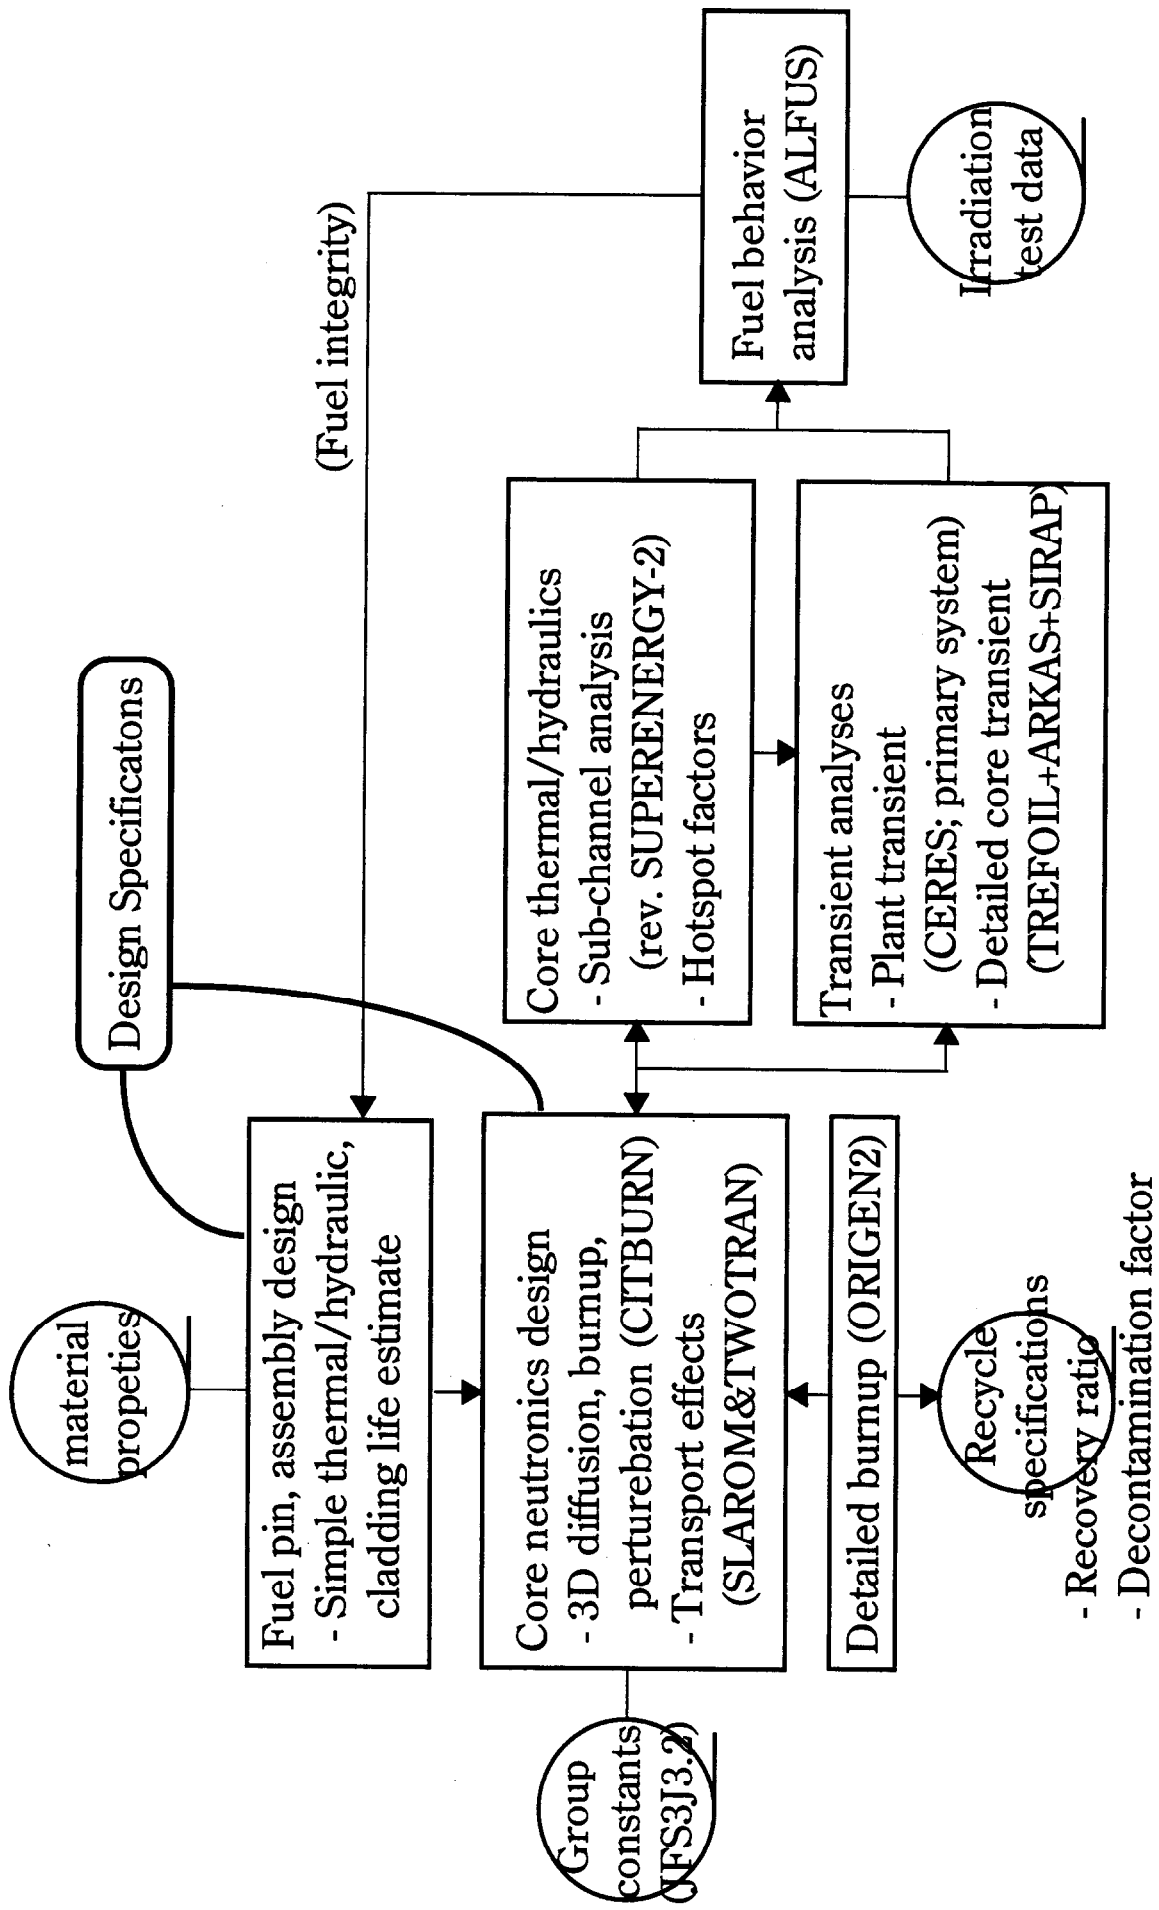 Design Specificatons
material
propeties
Fuel pin, assembly design
- Simple thermal/hydraulic,
cladding life estimate
(Fuel integrity)
Group
constants
(JFS3J3.2)
Core neutronics design
- 3D diffusion, burnup,
perturebation (CITBURN)
- Transport effects
(SLAROM&TWOTRAN)
Core thermal/hydraulics
- Sub-channel analysis
(rev. SUPERENERGY-2)
- Hotspot factors
Transient analyses
- Plant transient
(CERES; primary system)
- Detailed core transient
(TREFOIL+ARKAS+SIRAP)
Fuel behavior
analysis (ALFUS)
Irradiation
test data
Detailed burnup (ORIGEN2)
Recycle
specifications
- Recovery ratio
- Decontamination factor